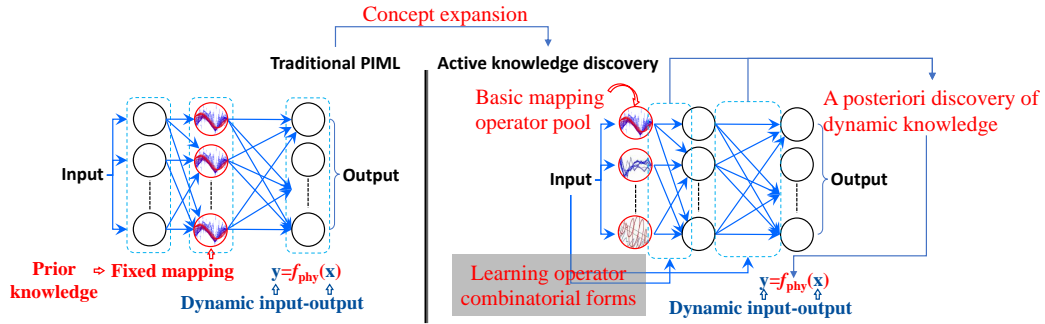 Concept expansion
Traditional PIML
Active knowledge discovery
Input
Output
Prior
knowledge
⇨ Fixed mapping
y=fphy(x)
Dynamic input-output
Basic mapping
operator pool
A posteriori discovery of
dynamic knowledge
Input
Output
Learning operator
combinatorial forms
y=fphy(x)
Dynamic input-output